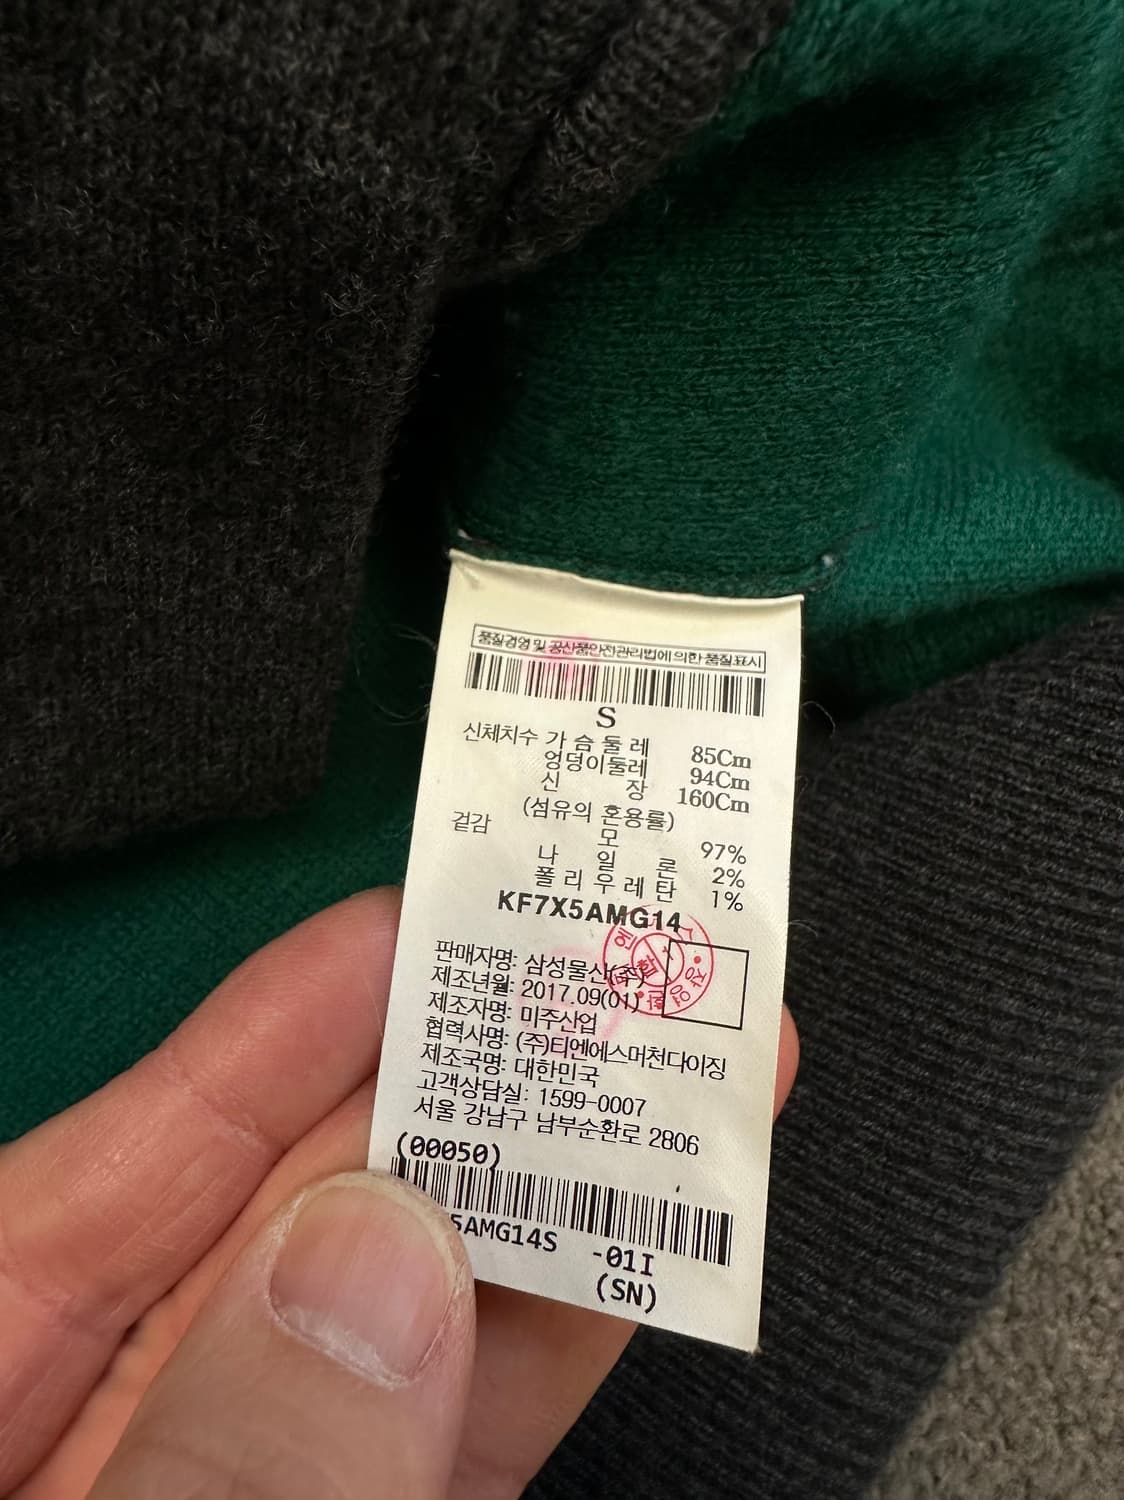 품질경영 및 공산품안전관리법에 의한 품질표시
S
신체치수 가슴둘레 85Cm
엉덩이둘레 94Cm
신 장 160Cm
(섬유의 혼용률)
겉감 모 97%
나 일 론 2%
폴리우레탄 1%
KF7X5AMG14
판매자명: 삼성물산(주)
제조년월: 2017.09(01)
제조자명: 미주산업
협력사명: (주)티엔에스머천다이징
제조국명: 대한민국
고객상담실: 1599-0007
서울 강남구 남부순환로 2806
(00050)
5AMG14S -01I
(SN)